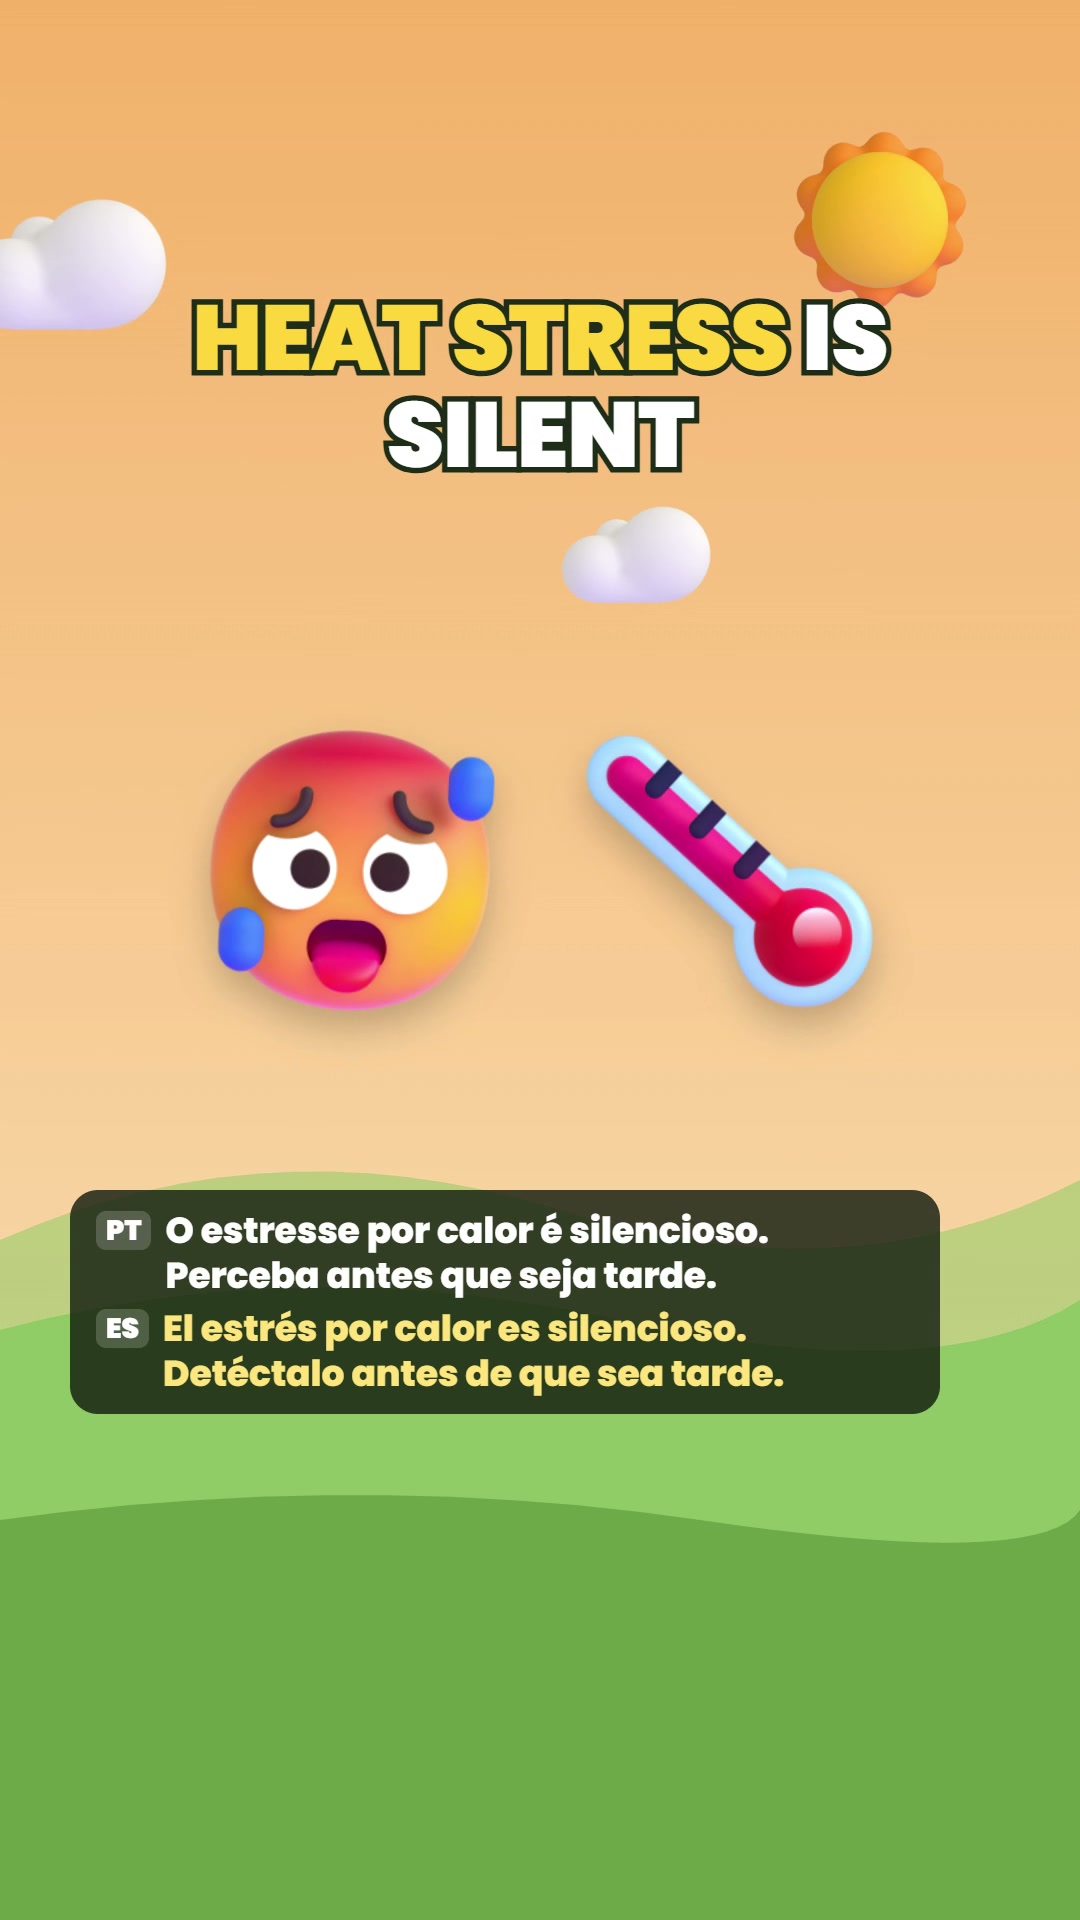 HEAT STRESS IS
SILENT
PT O estresse por calor é silencioso.
Perceba antes que seja tarde.
ES El estrés por calor es silencioso.
Detéctalo antes de que sea tarde.